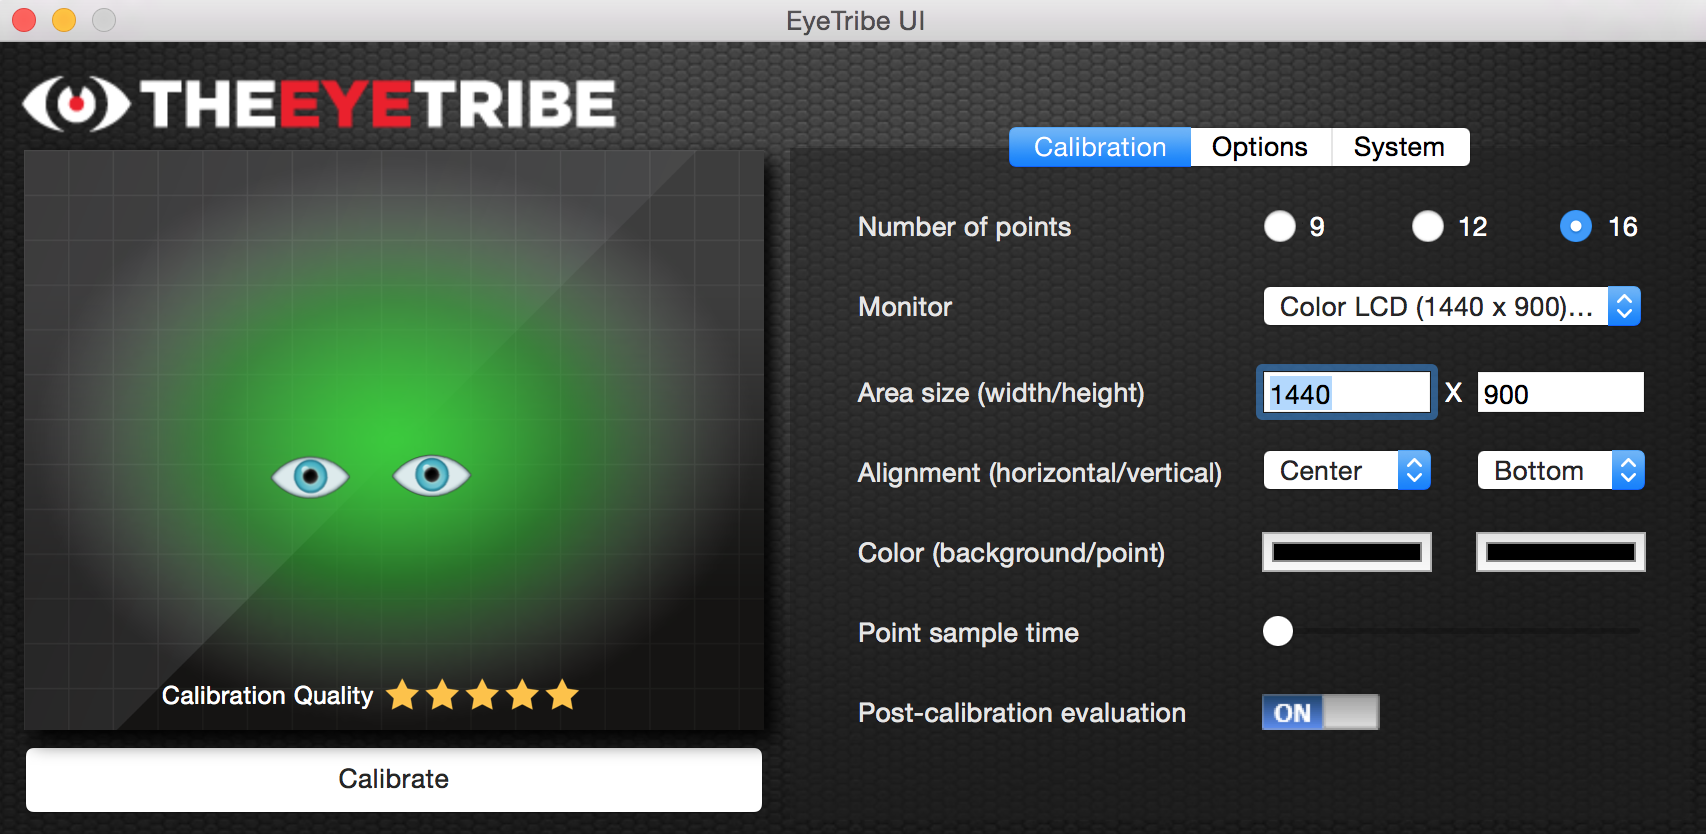 EyeTribe UI
THEEYETRIBE
Calibration Options System
Number of points 9 12 16
Monitor Color LCD (1440 x 900)...
Area size (width/height) 1440 X 900
Alignment (horizontal/vertical) Center Bottom
Color (background/point)
Point sample time
Calibration Quality
Post-calibration evaluation ON
Calibrate